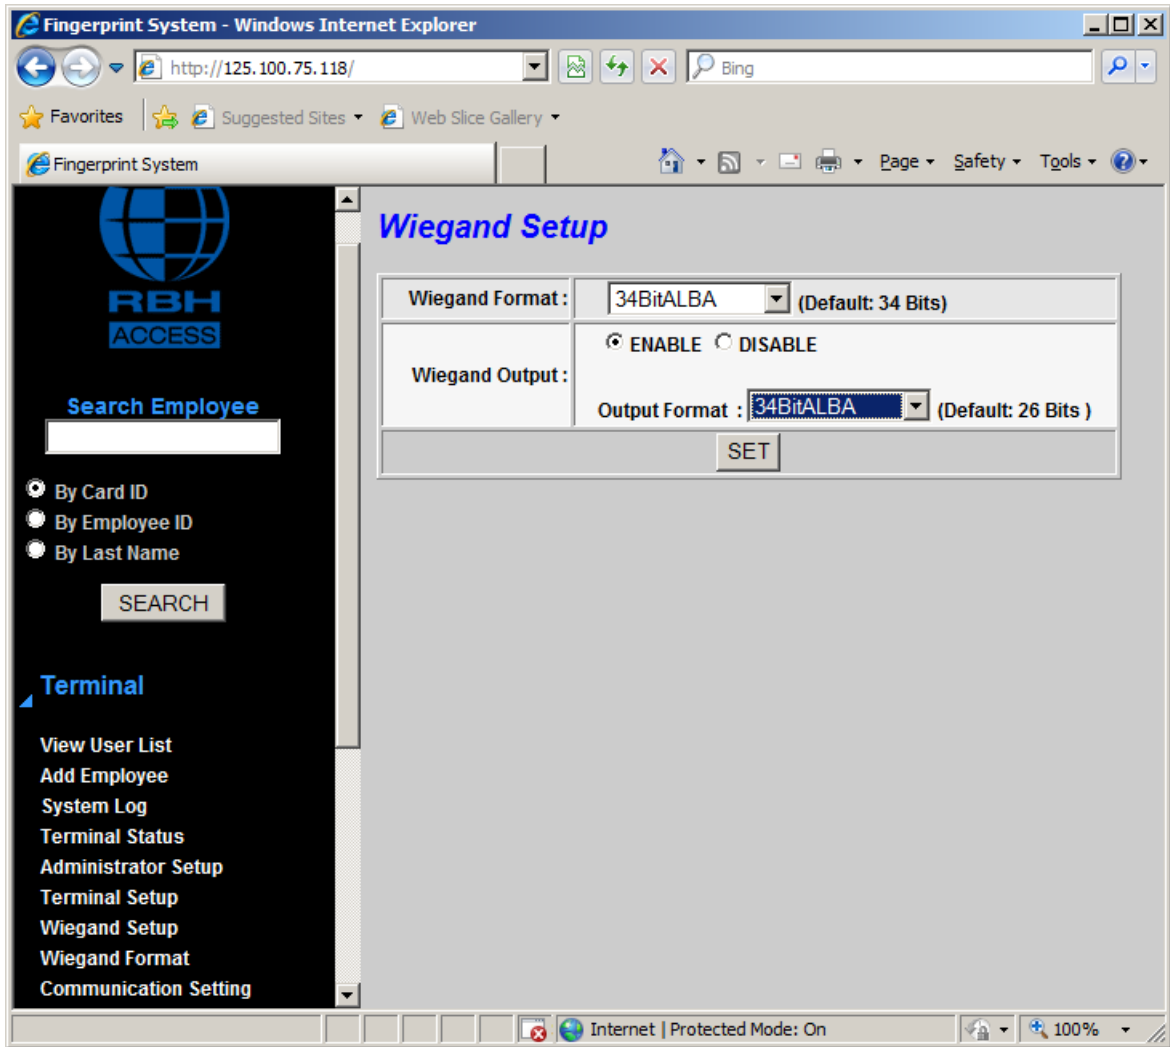 Fingerprint System - Windows Internet Explorer
http://125.100.75.118/
Bing
Favorites Suggested Sites Web Slice Gallery
Fingerprint System
Page Safety Tools
RBH
ACCESS
Search Employee
By Card ID
By Employee ID
By Last Name
SEARCH
Terminal
View User List
Add Employee
System Log
Terminal Status
Administrator Setup
Terminal Setup
Wiegand Setup
Wiegand Format
Communication Setting
Wiegand Setup
Wiegand Format : 34BitALBA (Default: 34 Bits)
Wiegand Output : ENABLE DISABLE
Output Format : 34BitALBA (Default: 26 Bits )
SET
Internet | Protected Mode: On
100%